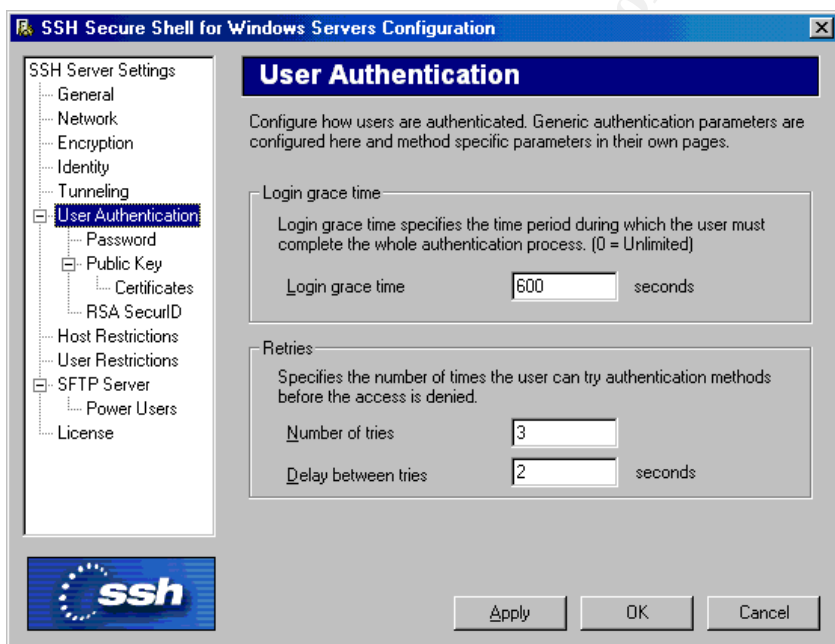 SSH Secure Shell for Windows Servers Configuration
SSH Server Settings
General
Network
Encryption
Identity
Tunneling
User Authentication
Password
Public Key
Certificates
RSA SecurID
Host Restrictions
User Restrictions
SFTP Server
Power Users
License
User Authentication
Configure how users are authenticated. Generic authentication parameters are
configured here and method specific parameters in their own pages.
Login grace time
Login grace time specifies the time period during which the user must
complete the whole authentication process. (0 = Unlimited)
Login grace time 600 seconds
Retries
Specifies the number of times the user can try authentication methods
before the access is denied.
Number of tries 3
Delay between tries 2 seconds
ssh
Apply OK Cancel